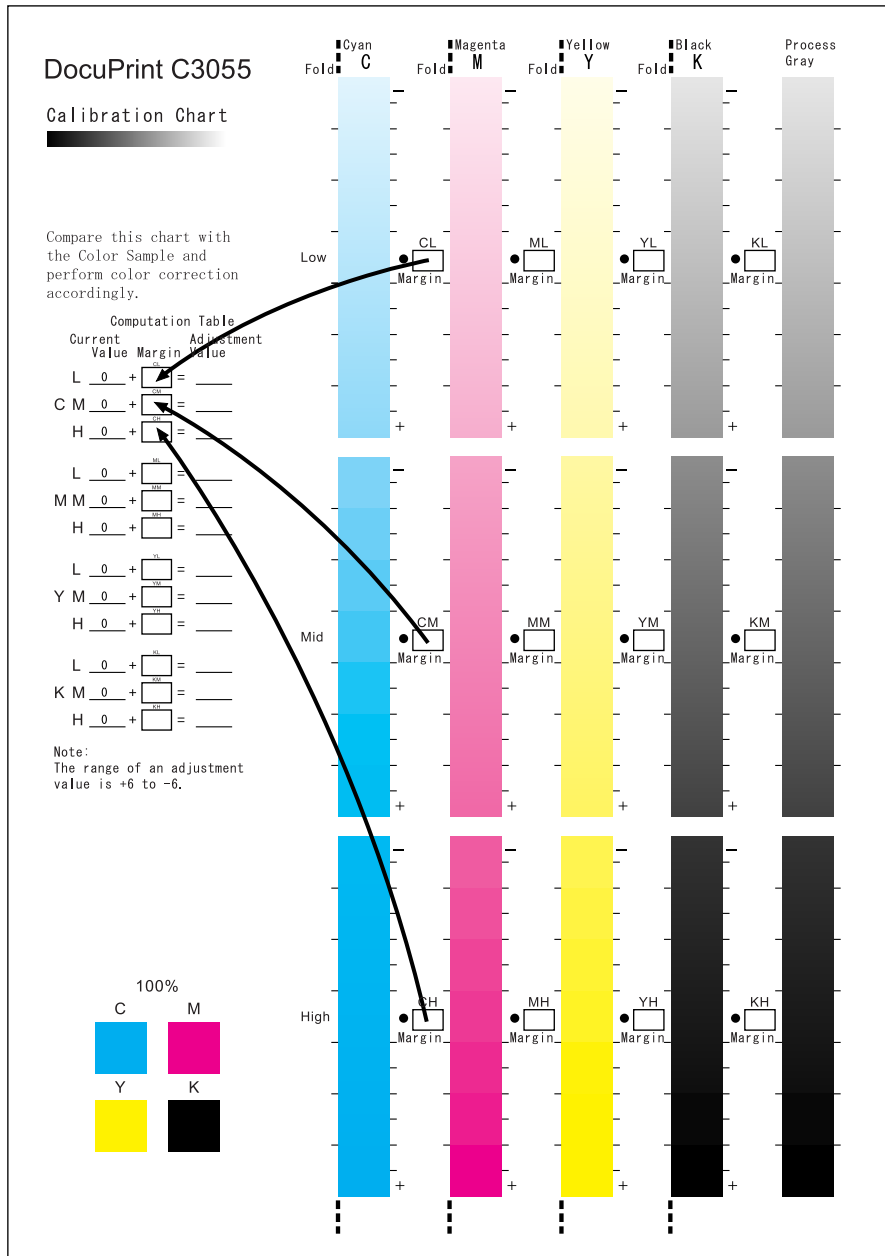 DocuPrint C3055
Calibration Chart
Compare this chart with
the Color Sample and
perform color correction
accordingly.
Computation Table
Current Value Margin Adjustment Value
L 0 + CL =
C M 0 + CM =
H 0 + CH =
L 0 + ML =
M M 0 + MM =
H 0 + MH =
L 0 + YL =
Y M 0 + YM =
H 0 + YH =
L 0 + KL =
K M 0 + KM =
H 0 + KH =
Note:
The range of an adjustment
value is +6 to -6.
100%
C M
Y K
Cyan Magenta Yellow Black Process
Fold C Fold M Fold Y Fold K Gray
− − − −
Low CL ML YL KL
Margin Margin Margin Margin
+ + + +
− − − −
Mid CM MM YM KM
Margin Margin Margin Margin
+ + + +
− − − −
High CH MH YH KH
Margin Margin Margin Margin
+ + + +